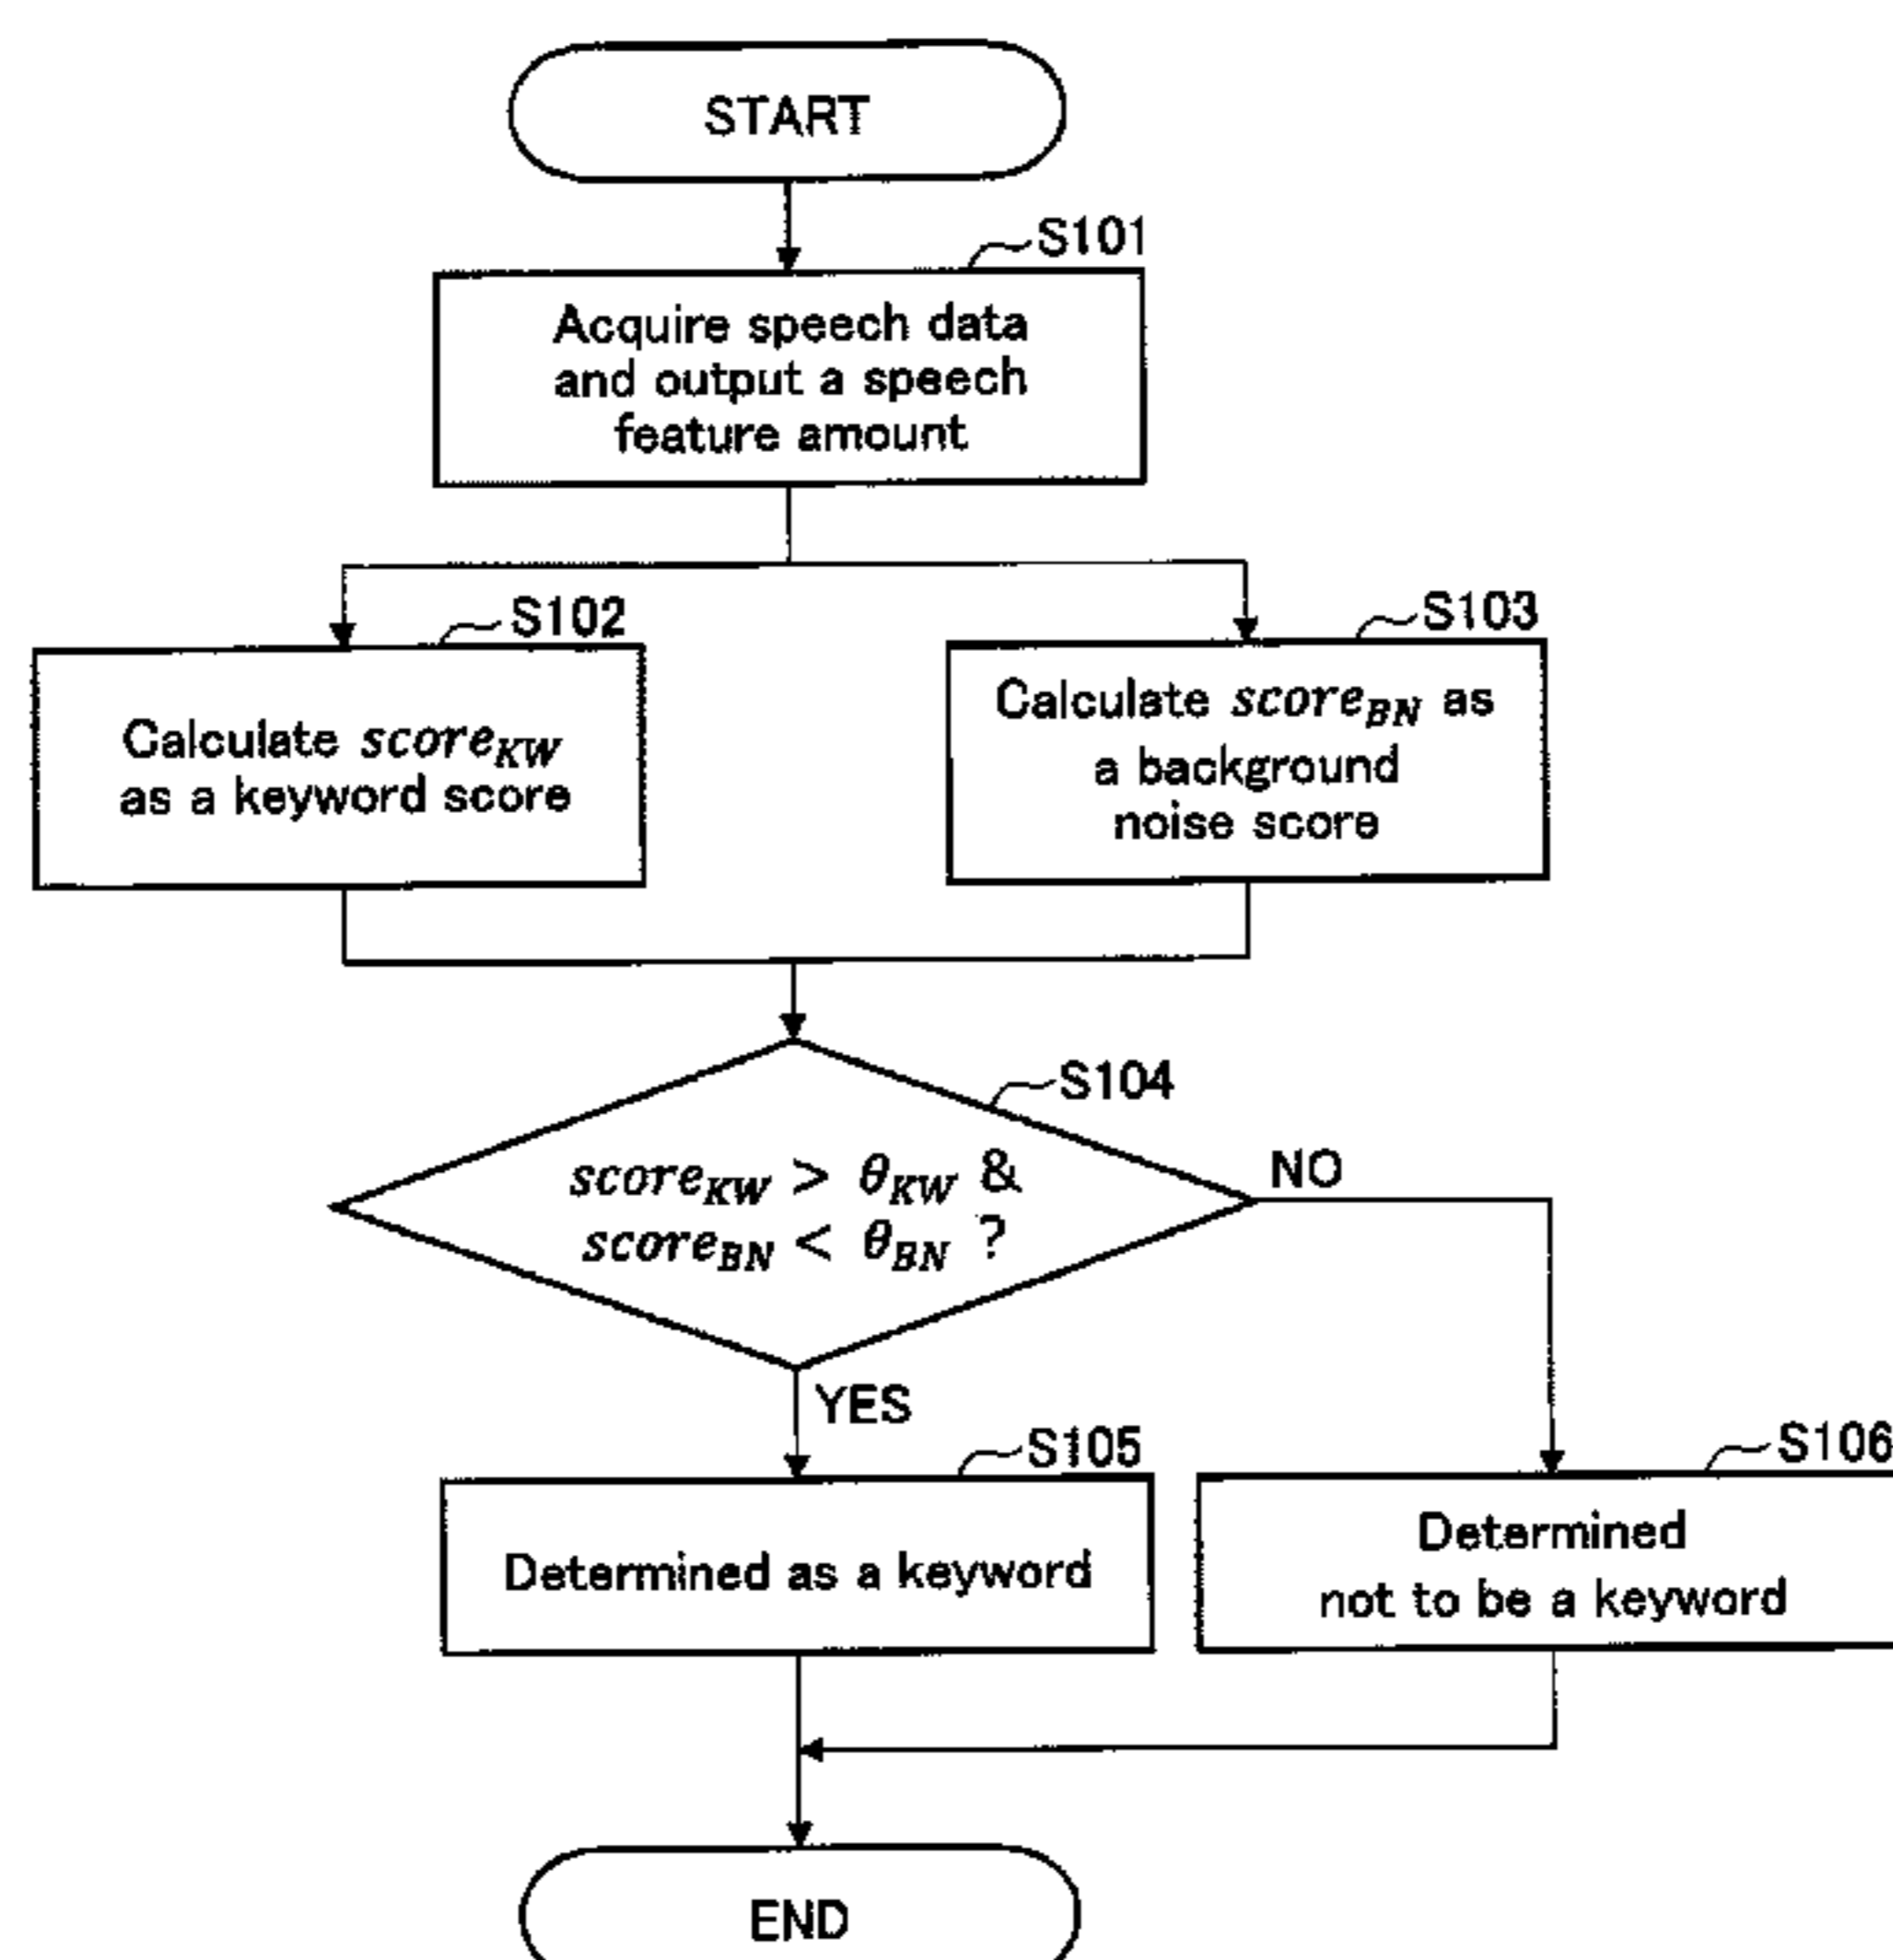 START
S101
Acquire speech data
and output a speech
feature amount
S102
Calculate score_KW
as a keyword score
S103
Calculate score_BN as
a background
noise score
S104
score_KW > θ_KW &
score_BN < θ_BN ?
NO
YES
S105
Determined as a keyword
S106
Determined
not to be a keyword
END